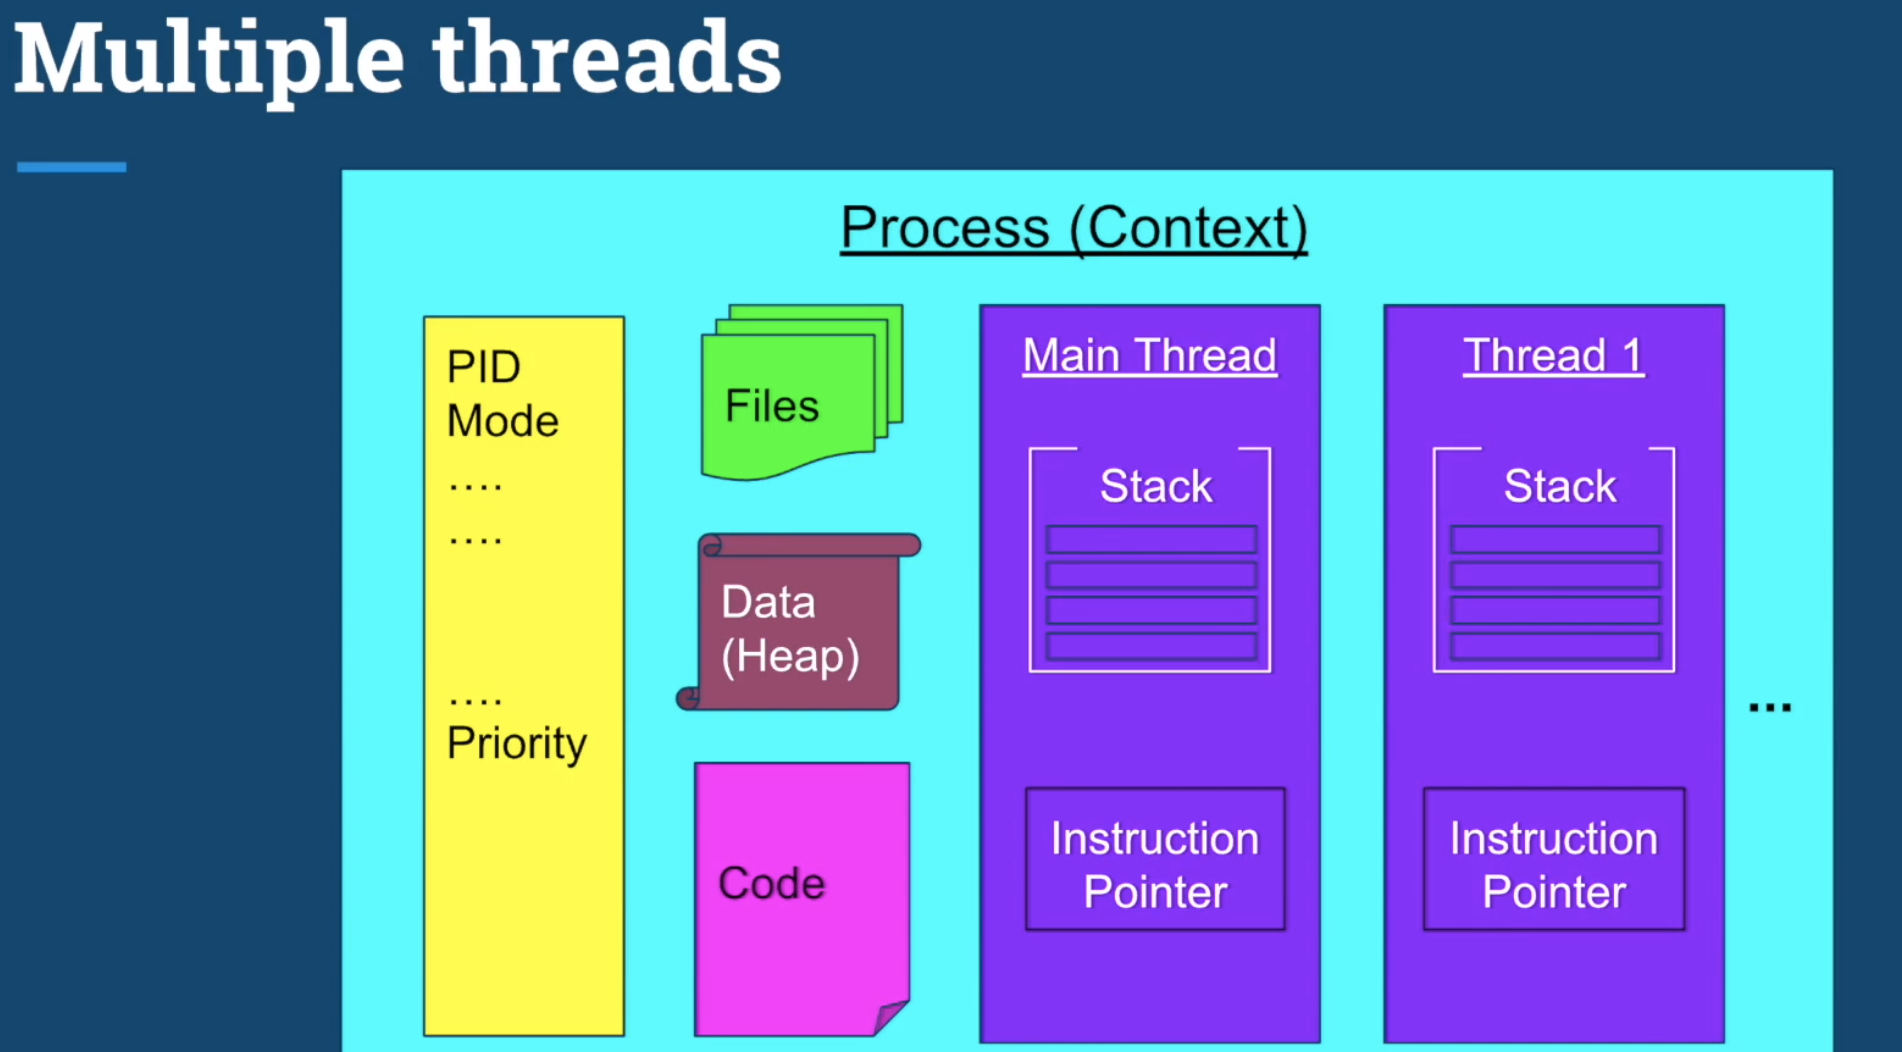 Multiple threads
Process (Context)
PID
Mode
....
....
....
Priority
Files
Data
(Heap)
Code
Main Thread
Stack
Instruction
Pointer
Thread 1
Stack
Instruction
Pointer
...